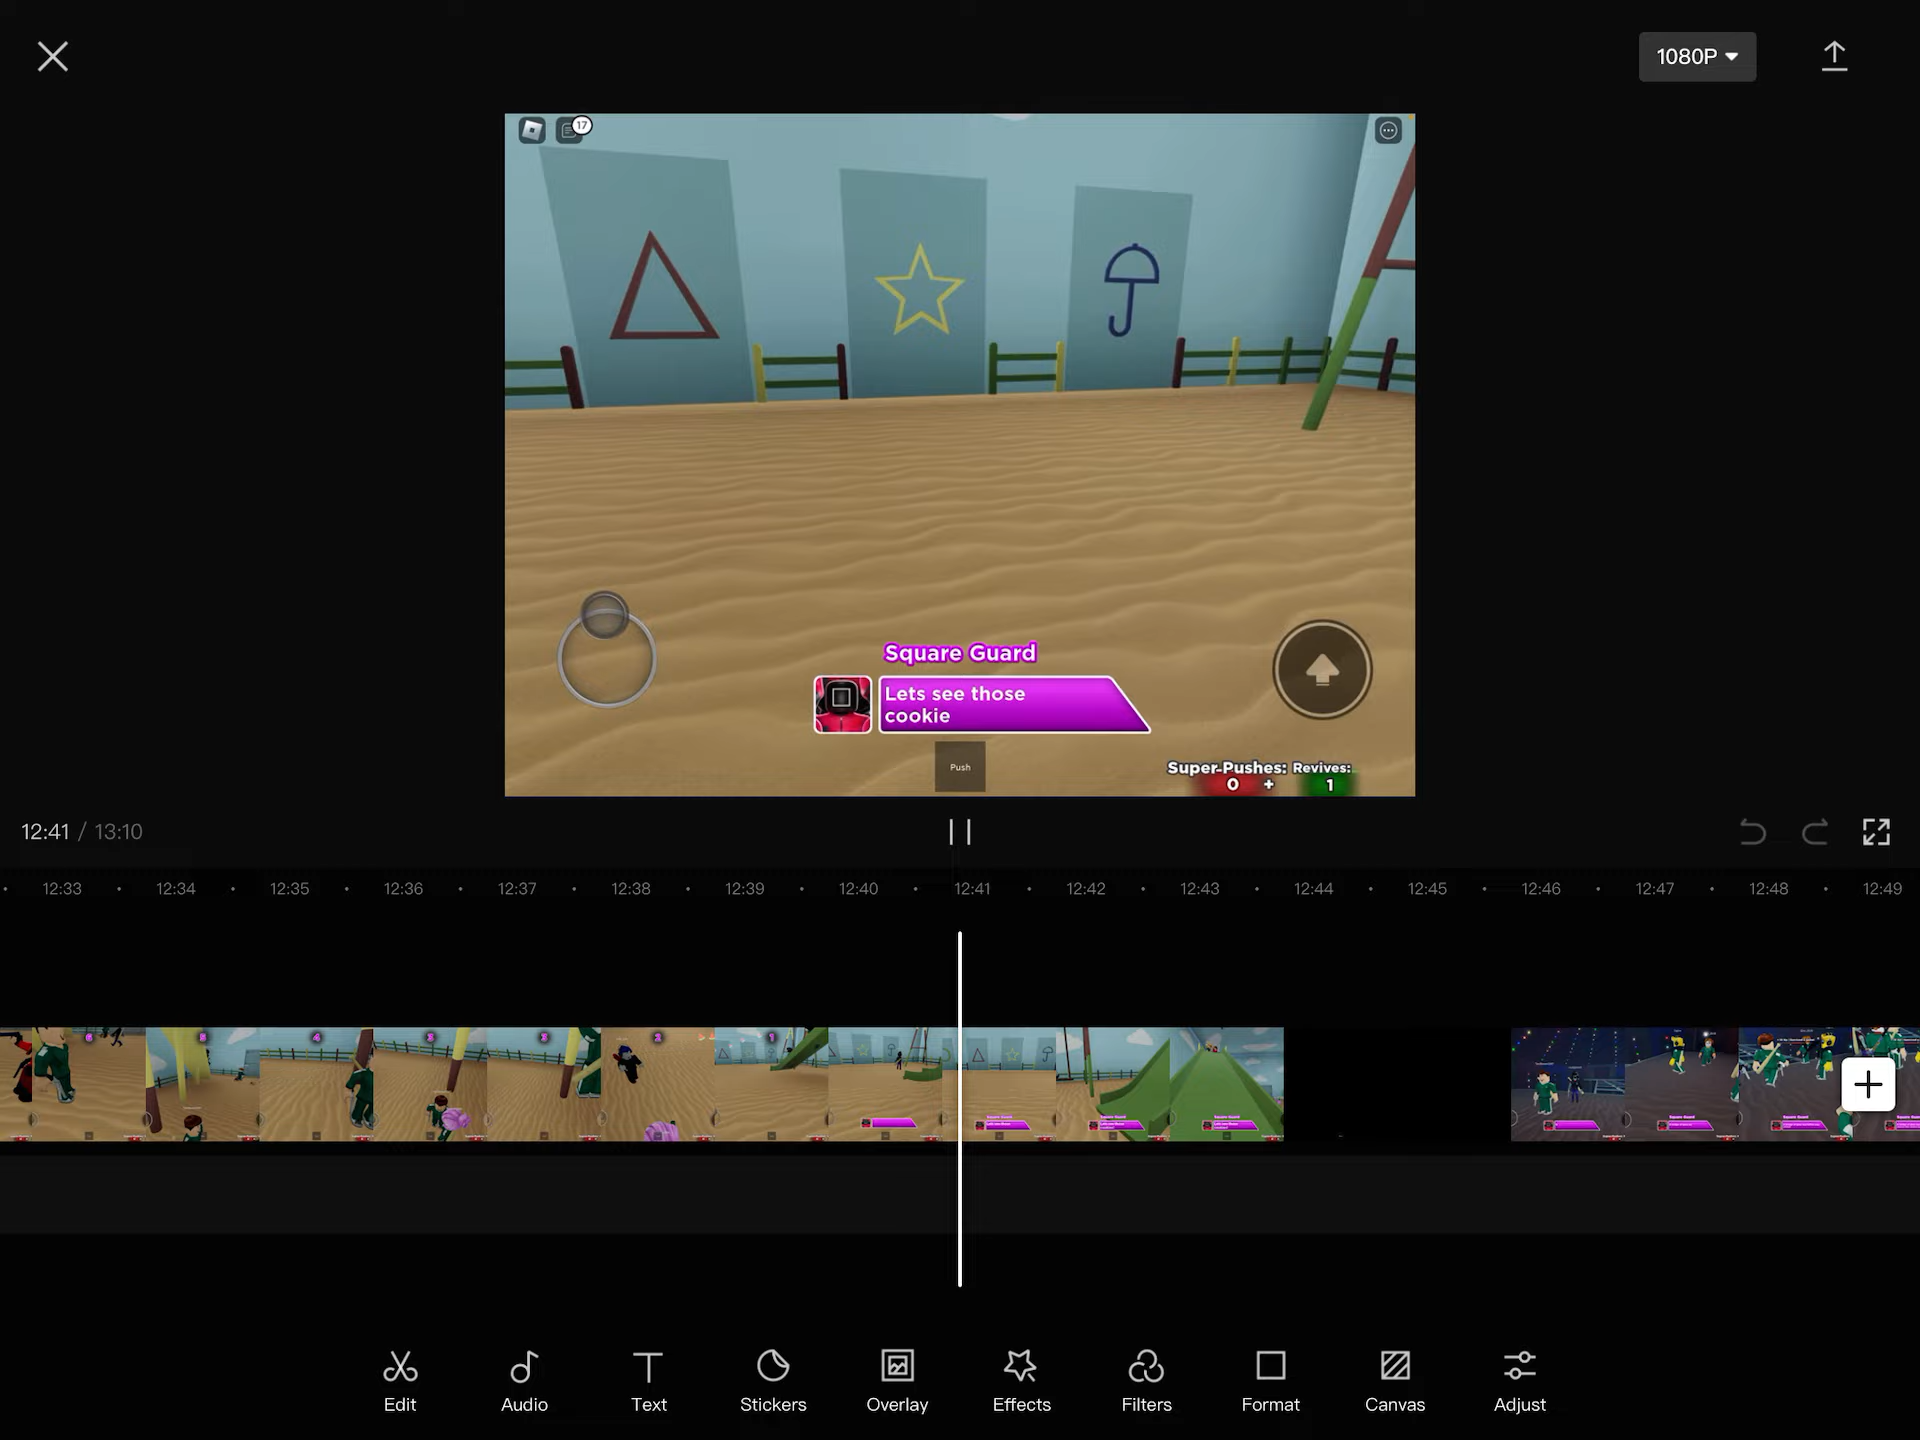 1080P
17
Square Guard
Lets see those
cookie
Push
Super-Pushes: Revives:
0 + 1
12:41 / 13:10
12:33 12:34 12:35 12:36 12:37 12:38 12:39 12:40 12:41 12:42 12:43 12:44 12:45 12:46 12:47 12:48 12:49
Edit Audio Text Stickers Overlay Effects Filters Format Canvas Adjust